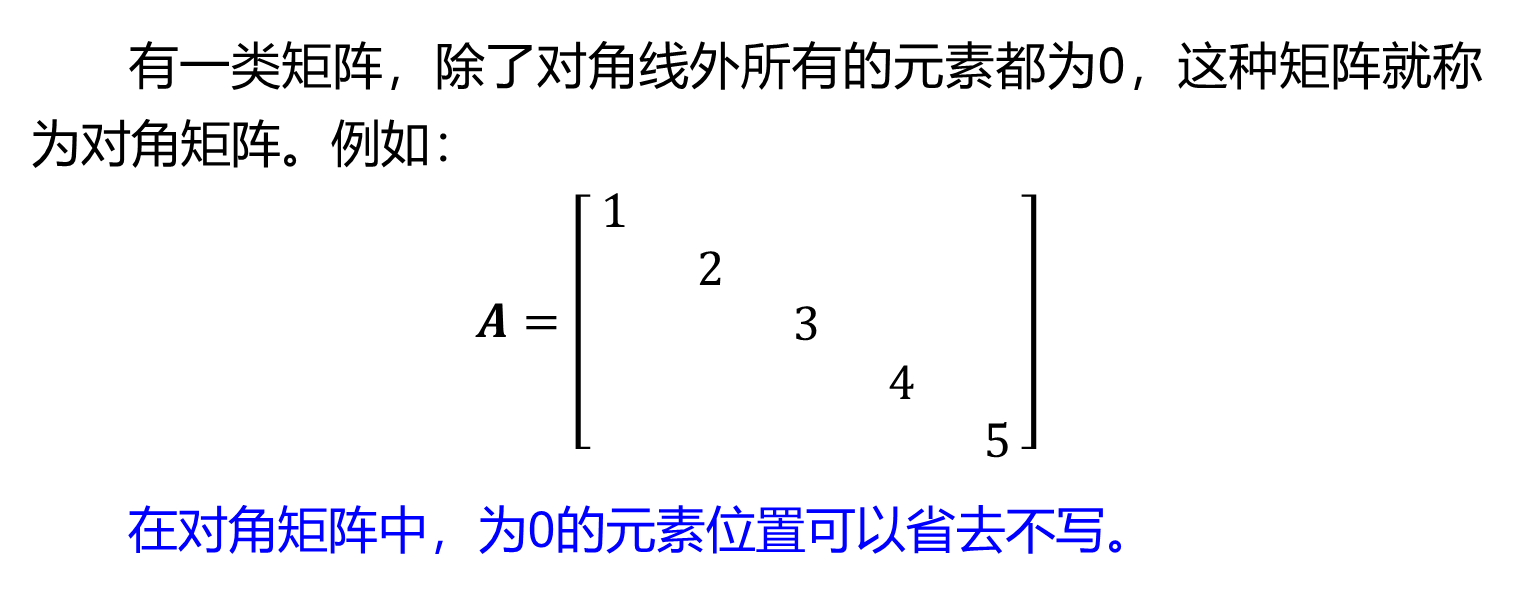 有一类矩阵，除了对角线外所有的元素都为0，这种矩阵就称
为对角矩阵。例如：
1
2
A = 3
4
5
在对角矩阵中，为0的元素位置可以省去不写。